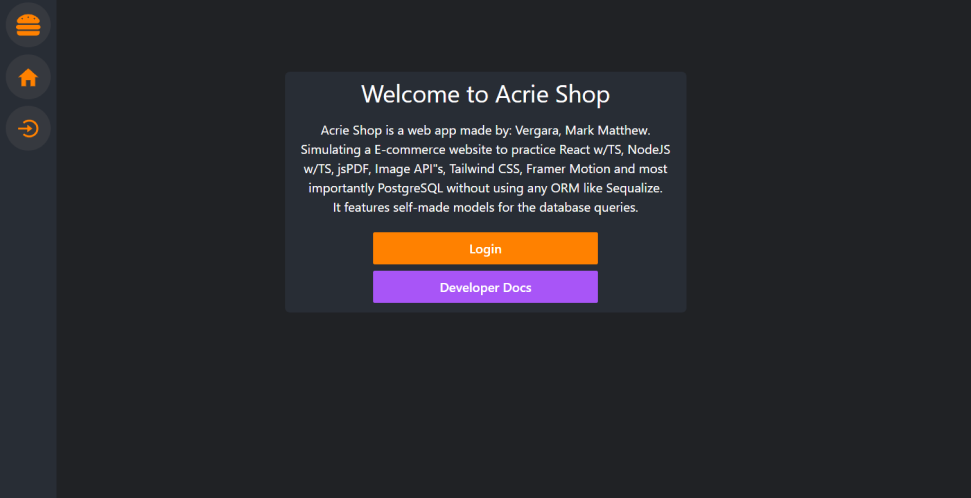 Welcome to Acrie Shop
Acrie Shop is a web app made by: Vergara, Mark Matthew.
Simulating a E-commerce website to practice React w/TS, NodeJS
w/TS, jsPDF, Image API"s, Tailwind CSS, Framer Motion and most
importantly PostgreSQL without using any ORM like Sequalize.
It features self-made models for the database queries.
Login
Developer Docs